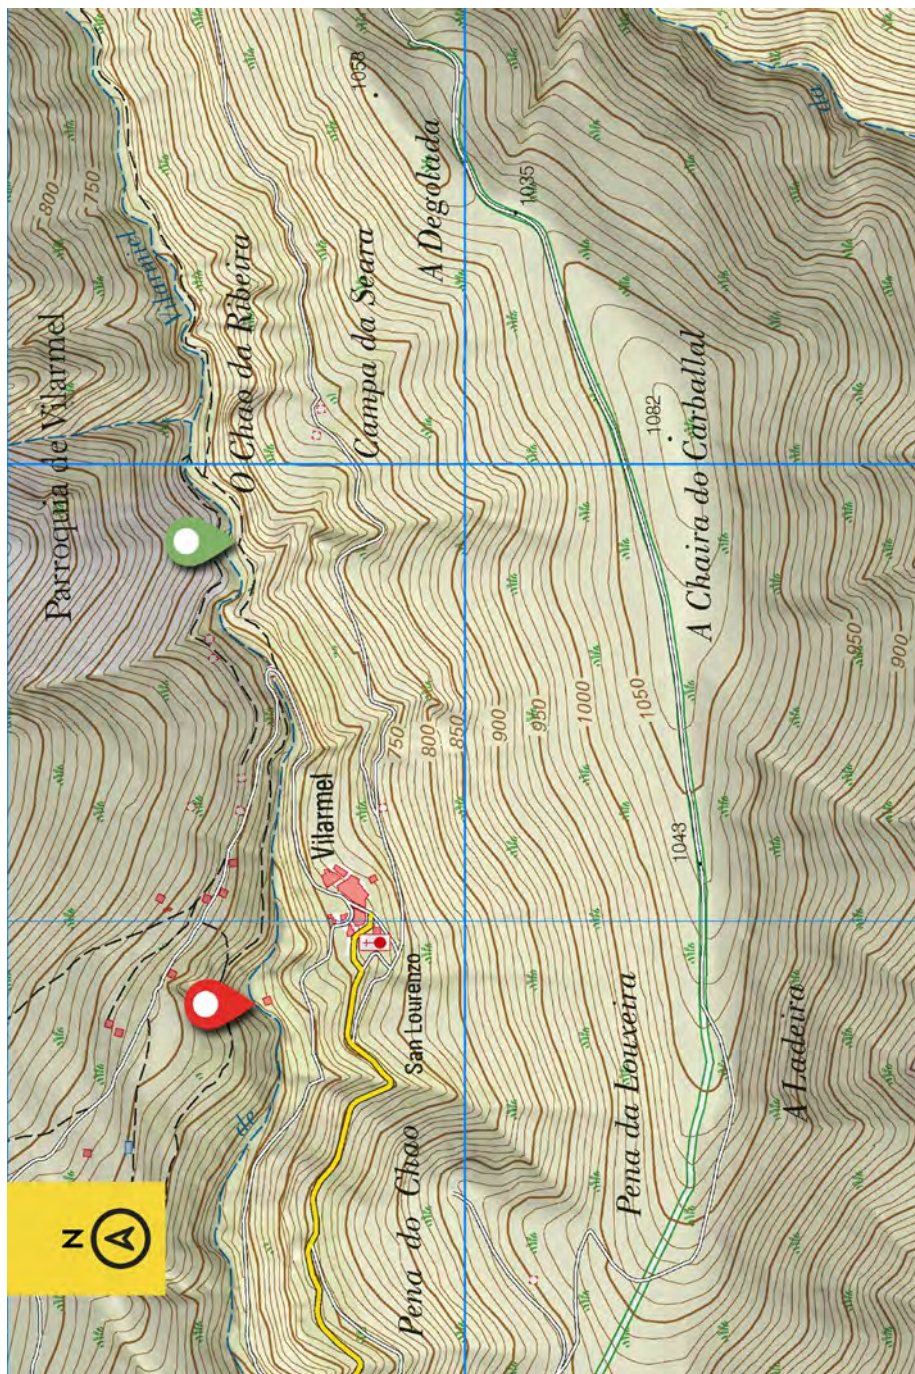 800
750
Vilarmel
Parroquia de Vilarmel
O Chao da Ribeira
Campa da Seara
1058
A Degolada
1035
da
1082
A Chaira do Carballal
750
800
850
900
950
1000
1050
950
900
Vilarmel
1043
San Lourenzo
Pena da Louxeira
A Ladeira
de
Pena do Chao
N